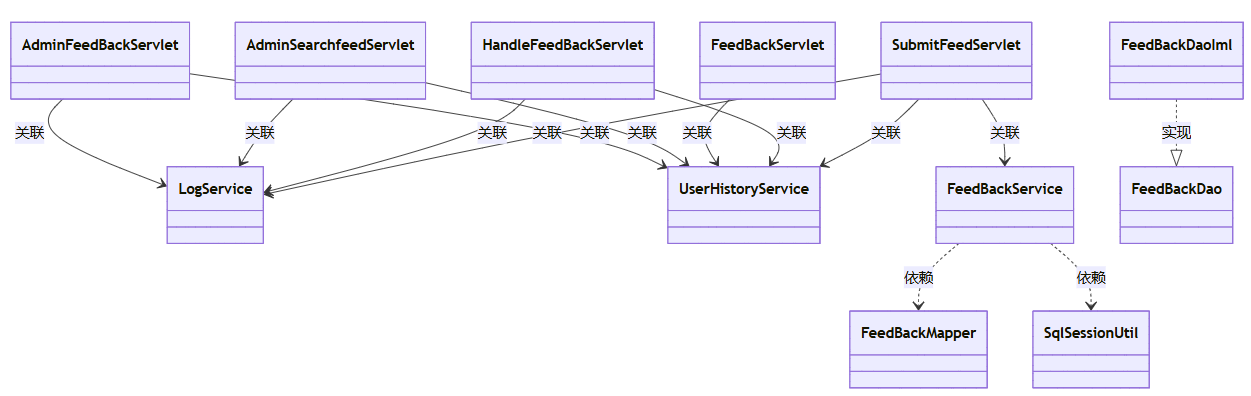 AdminFeedBackServlet
AdminSearchfeedServlet
HandleFeedBackServlet
FeedBackServlet
SubmitFeedServlet
FeedBackDaoIml
关联
关联
关联
关联
关联
关联
关联
关联
关联
关联
实现
LogService
UserHistoryService
FeedBackService
FeedBackDao
依赖
依赖
FeedBackMapper
SqlSessionUtil